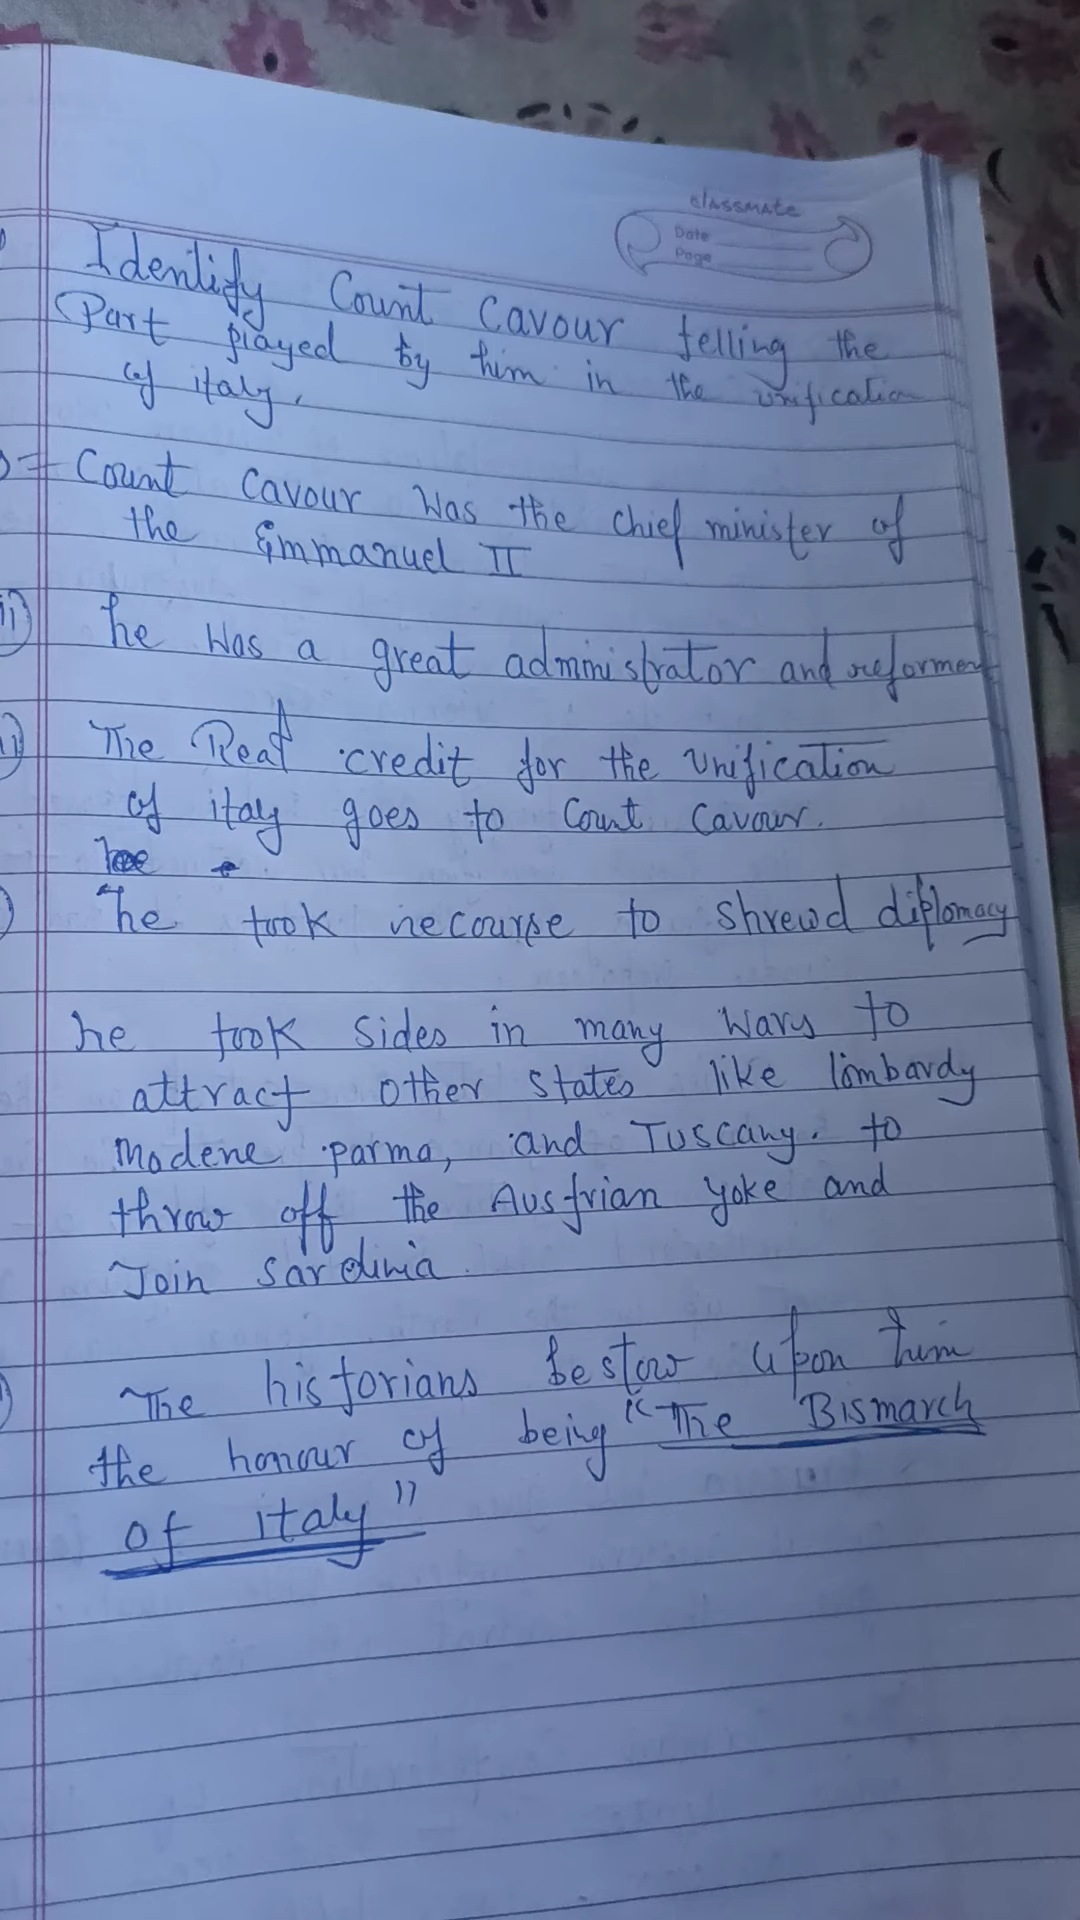 classmate
Date
Page
Identify Count Cavour telling the
Part played by him in the unification
of italy.
Count Cavour was the chief minister of
the Emmanuel II
ii) he was a great administrator and reformer
The Real credit for the unification
of italy goes to Count Cavour.
he took recourse to shrewd diplomacy
he took sides in many wars to
attract other states like lombardy
Modene parma, and Tuscany. to
throw off the Austrian yoke and
Join sardinia.
The historians bestow upon him
the honour of being "The Bismarch
of italy"